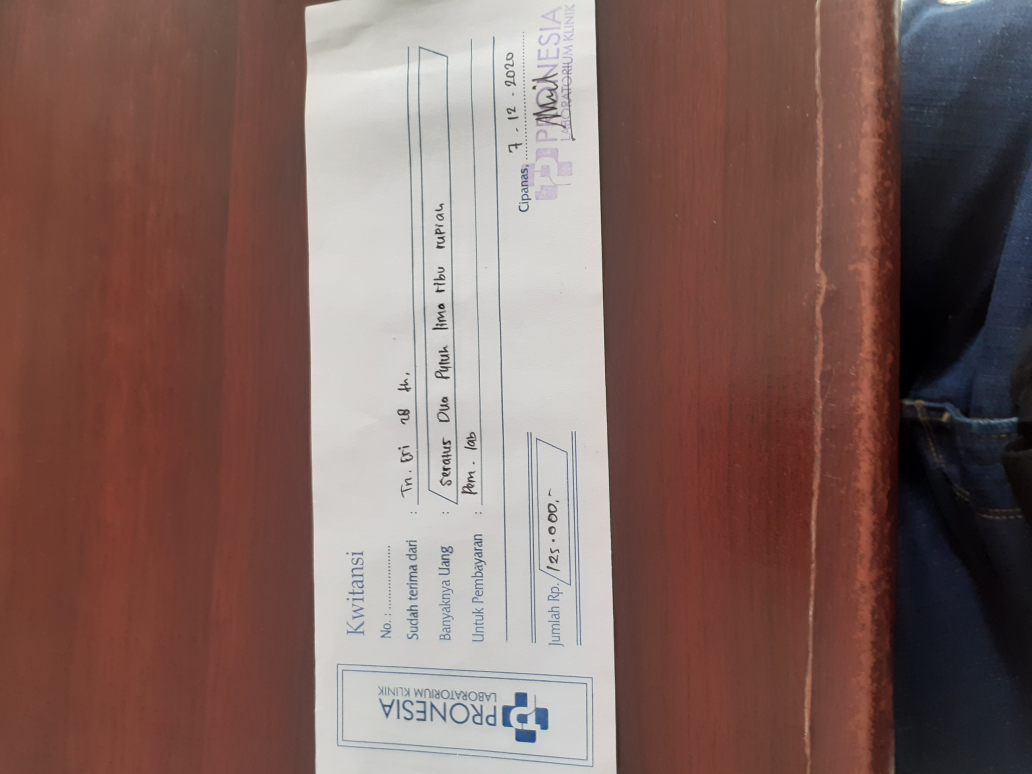 PRONESIA
LABORATORIUM KLINIK
Kwitansi
No. : ....................
Sudah terima dari : Tn. Eri 28 th.
Banyaknya Uang : Seratus Dua Puluh lima ribu rupiah
Untuk Pembayaran : Pem. lab
Jumlah Rp. 125.000,-
Cipanas, 7 - 12 - 2020
PRONESIA
LABORATORIUM KLINIK